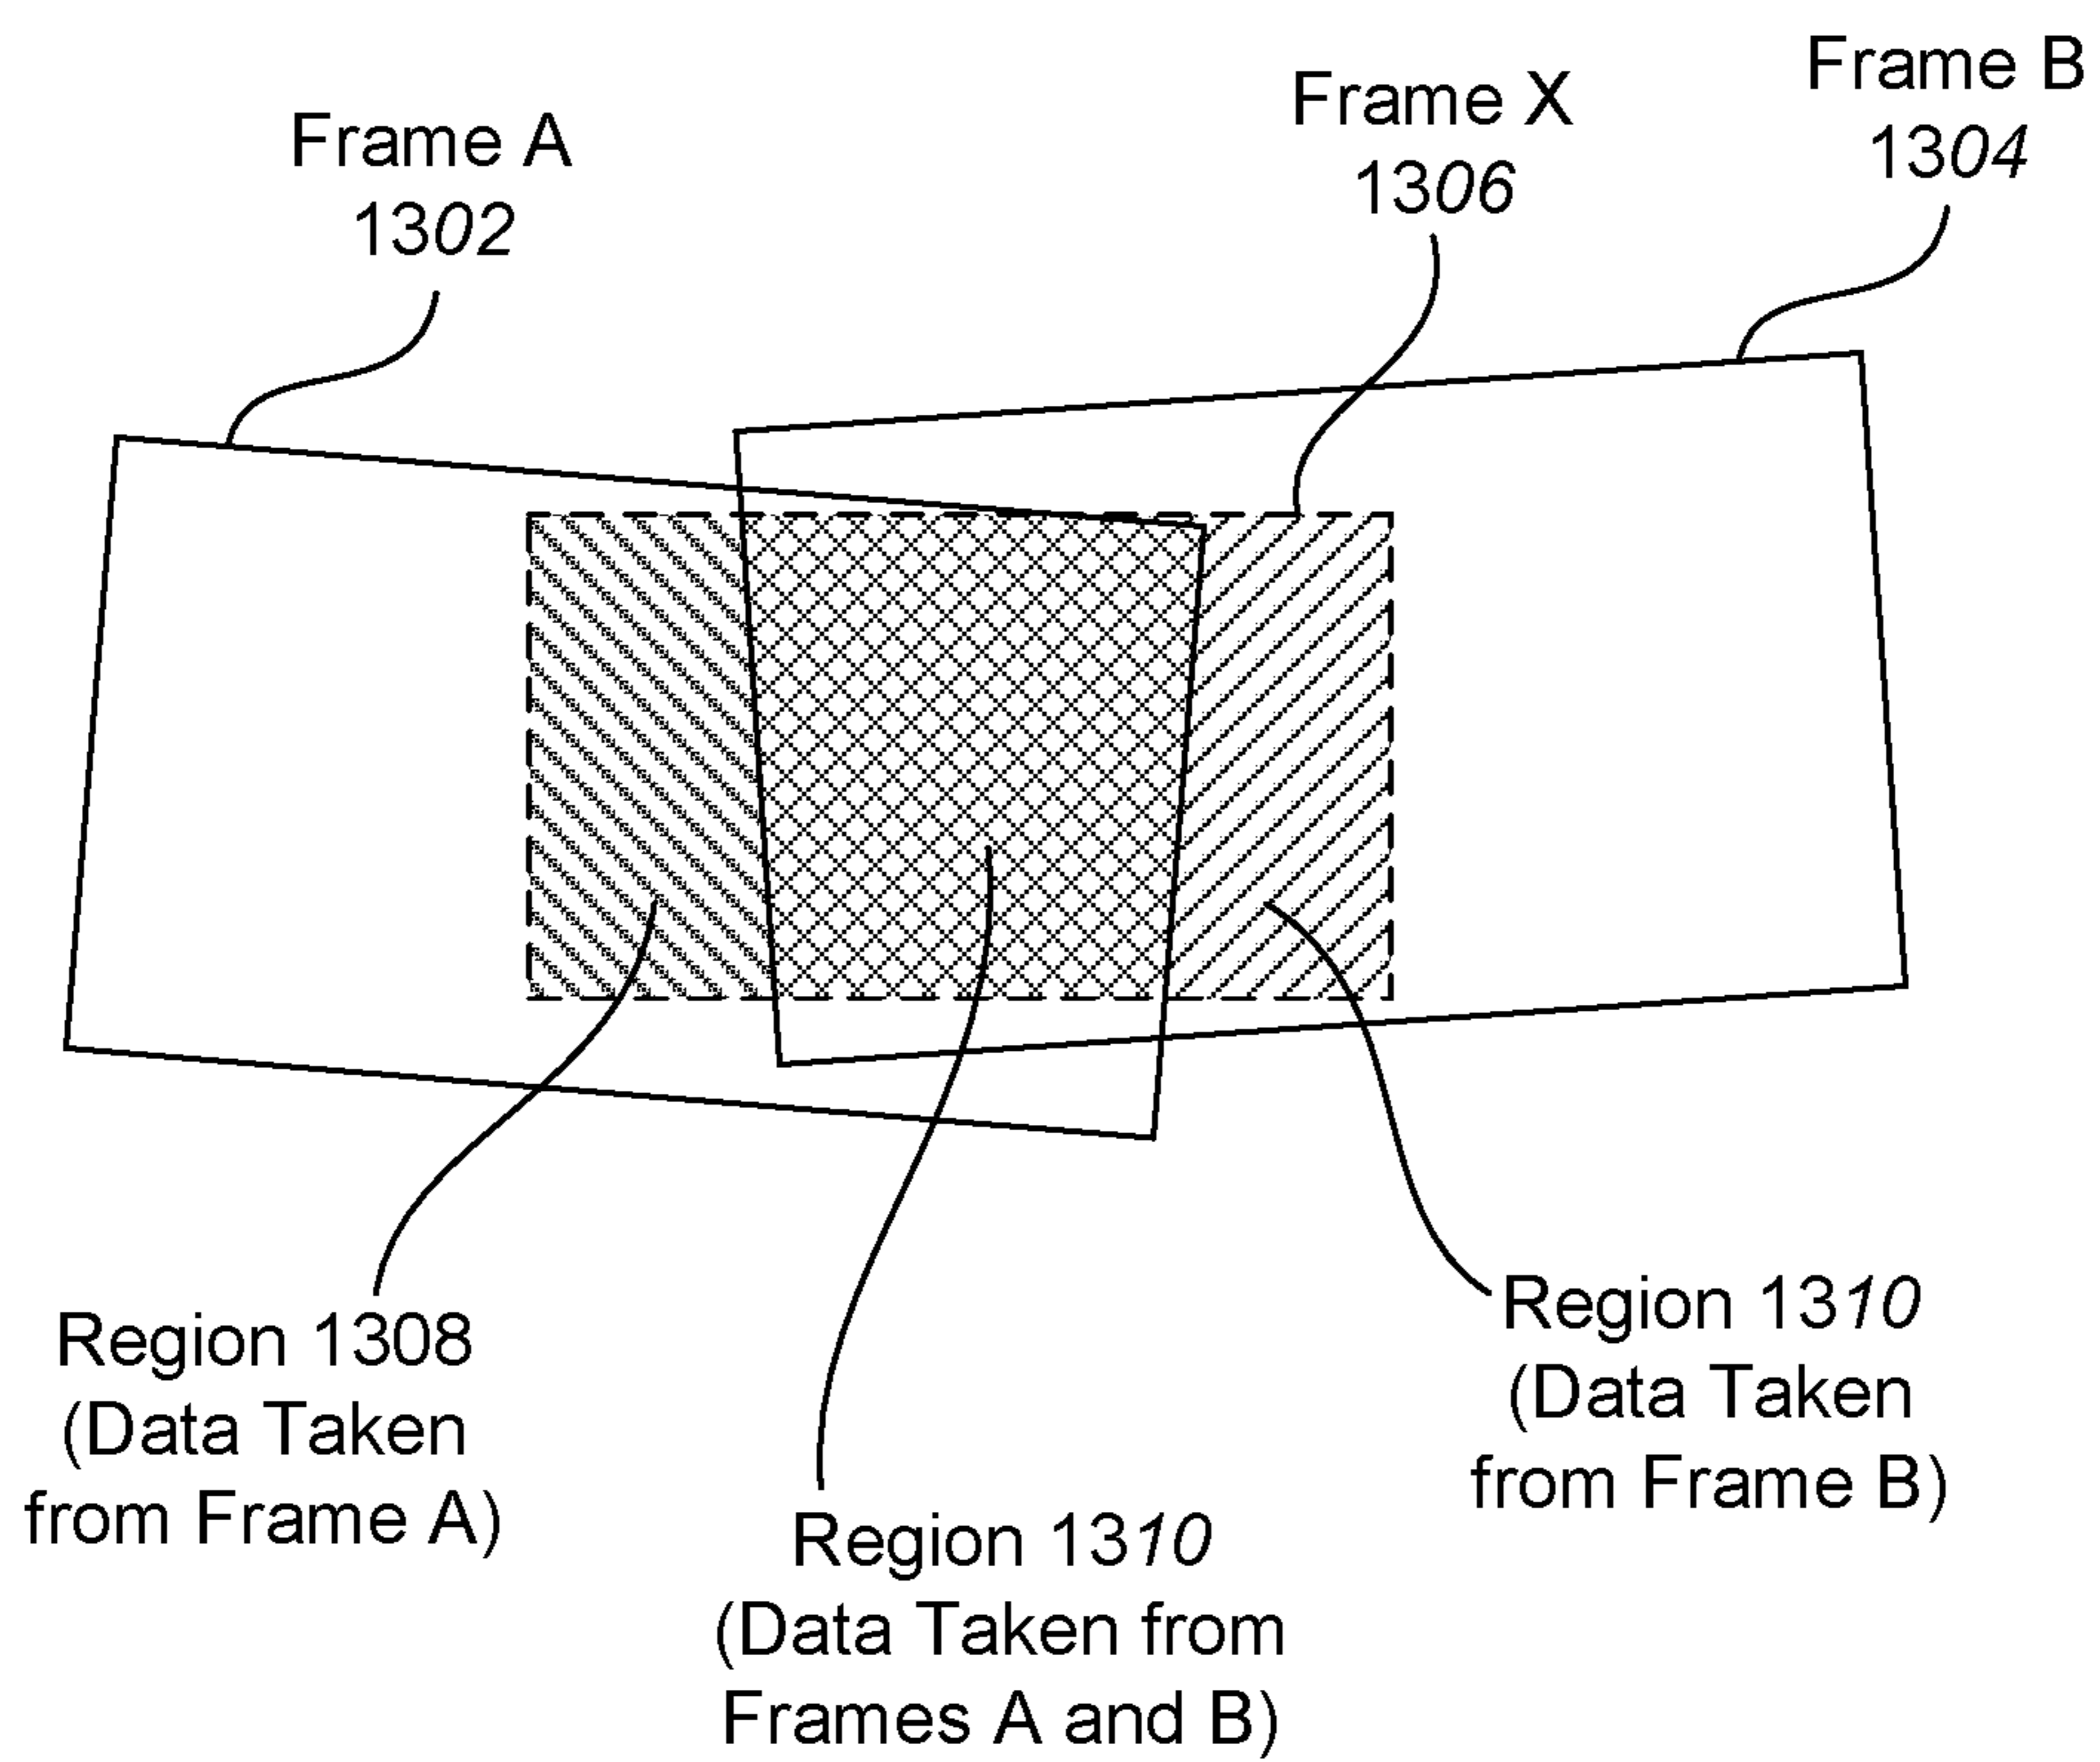 Frame A
1302
Frame X
1306
Frame B
1304
Region 1308
(Data Taken
from Frame A)
Region 1310
(Data Taken from
Frames A and B)
Region 1310
(Data Taken
from Frame B)